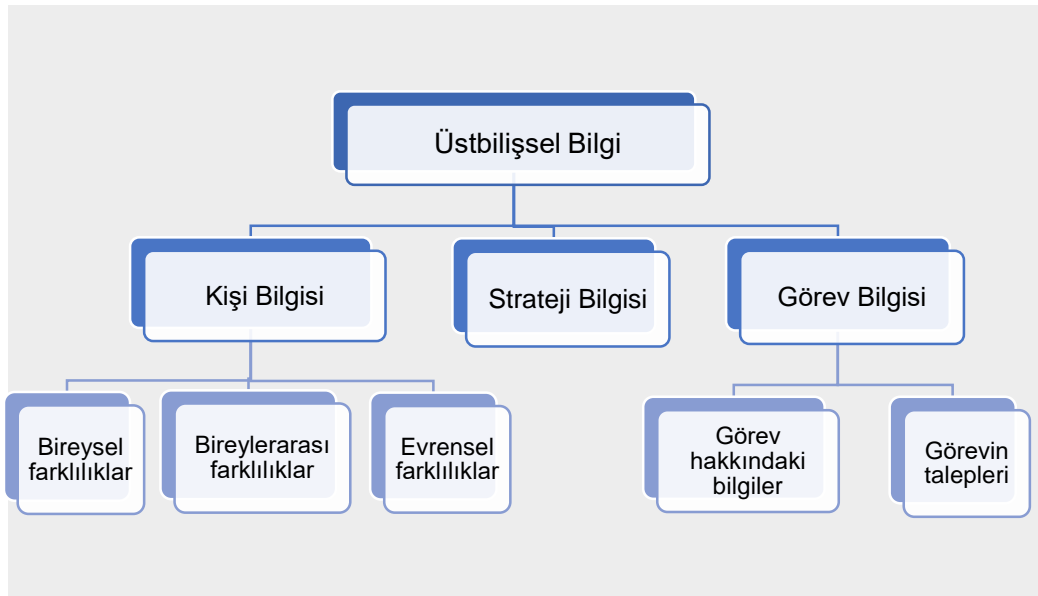 Üstbilişsel Bilgi
Kişi Bilgisi
Strateji Bilgisi
Görev Bilgisi
Bireysel
farklılıklar
Bireylerarası
farklılıklar
Evrensel
farklılıklar
Görev
hakkındaki
bilgiler
Görevin
talepleri